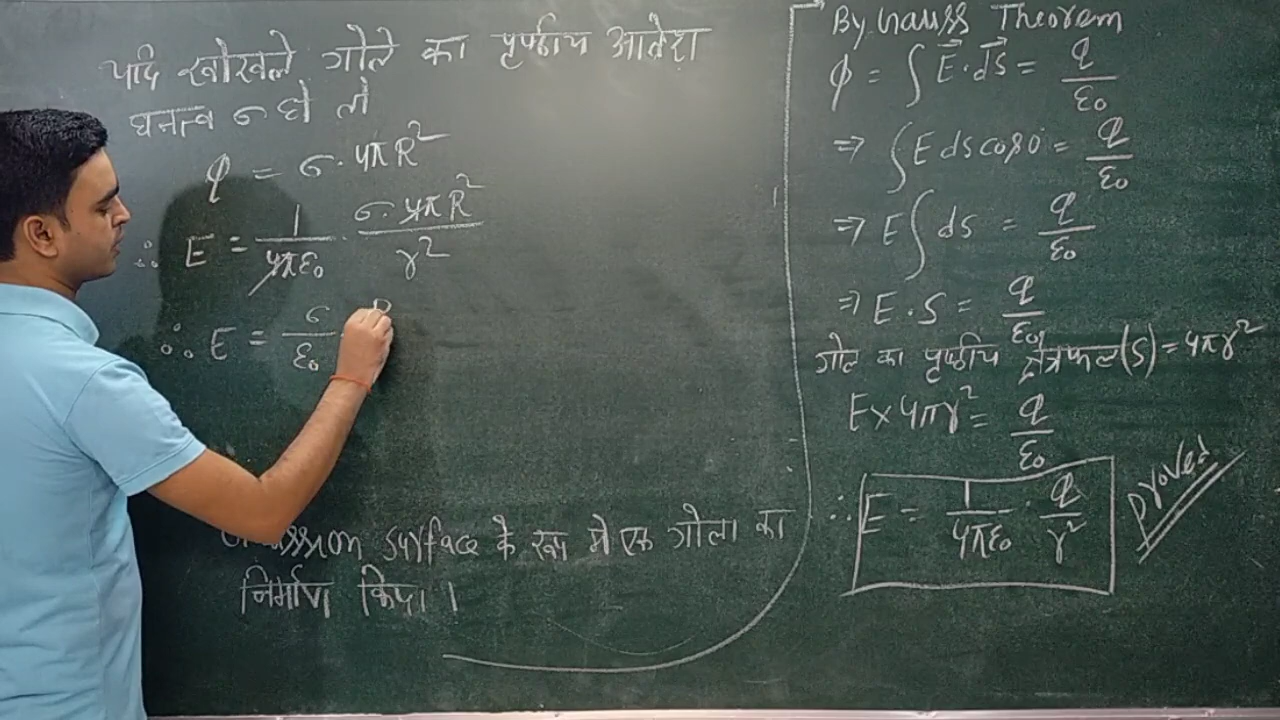 यदि खोखले गोले का पृष्ठीय आवेश
घनत्व σ हो तो
q = σ. 4πR²
∴ E = 1/4πε₀ . σ. 4πR²/r²
∴ E = σ/ε₀ R
surface के रूप मे एक गोला का
निर्माण किया।
By Gauss Theorem
ϕ = ∫ E⃗.ds⃗ = q/ε₀
⇒ ∫E ds cos0 = q/ε₀
⇒ E∫ds = q/ε₀
⇒ E.S = q/ε₀
गोले का पृष्ठीय क्षेत्रफल(S) = 4πr²
E×4πr² = q/ε₀
∴ E = 1/4πε₀ . q/r²
Proved